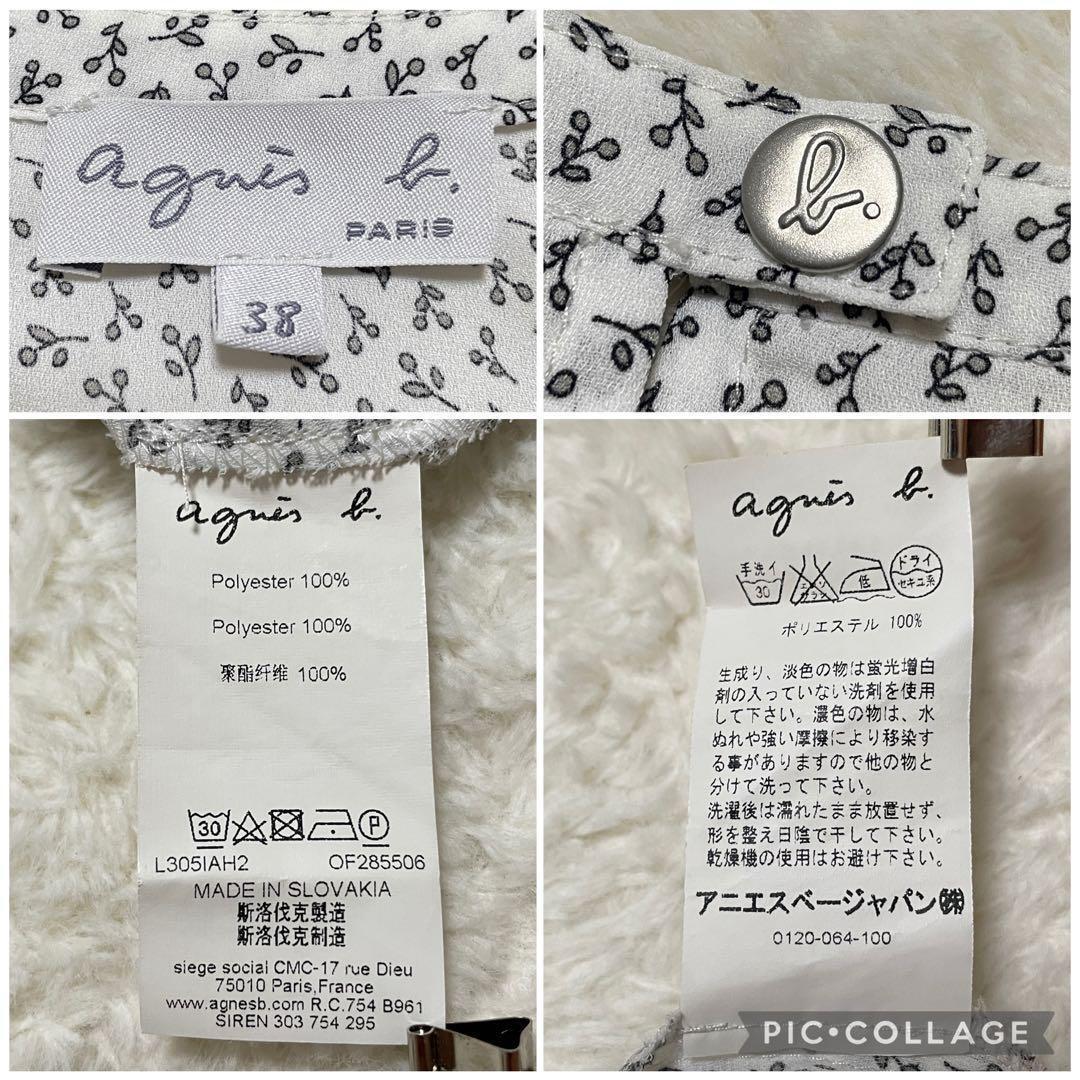 agnès b.
PARIS
38
b.
agnès b.
Polyester 100%
Polyester 100%
聚酯纤维 100%
30
P
L305IAH2 OF285506
MADE IN SLOVAKIA
斯洛伐克製造
斯洛伐克制造
siege social CMC-17 rue Dieu
75010 Paris,France
www.agnesb.com R.C.754 B961
SIREN 303 754 295
agnès b.
手洗イ
30
エンソ
サラシ
低
ドライ
セキユ系
ポリエステル 100%
生成り、淡色の物は蛍光増白
剤の入っていない洗剤を使用
して下さい。濃色の物は、水
ぬれや強い摩擦により移染す
る事がありますので他の物と
分けて洗って下さい。
洗濯後は濡れたまま放置せず、
形を整え日陰で干して下さい。
乾燥機の使用はお避け下さい。
アニエスベージャパン㈱
0120-064-100
PIC•COLLAGE